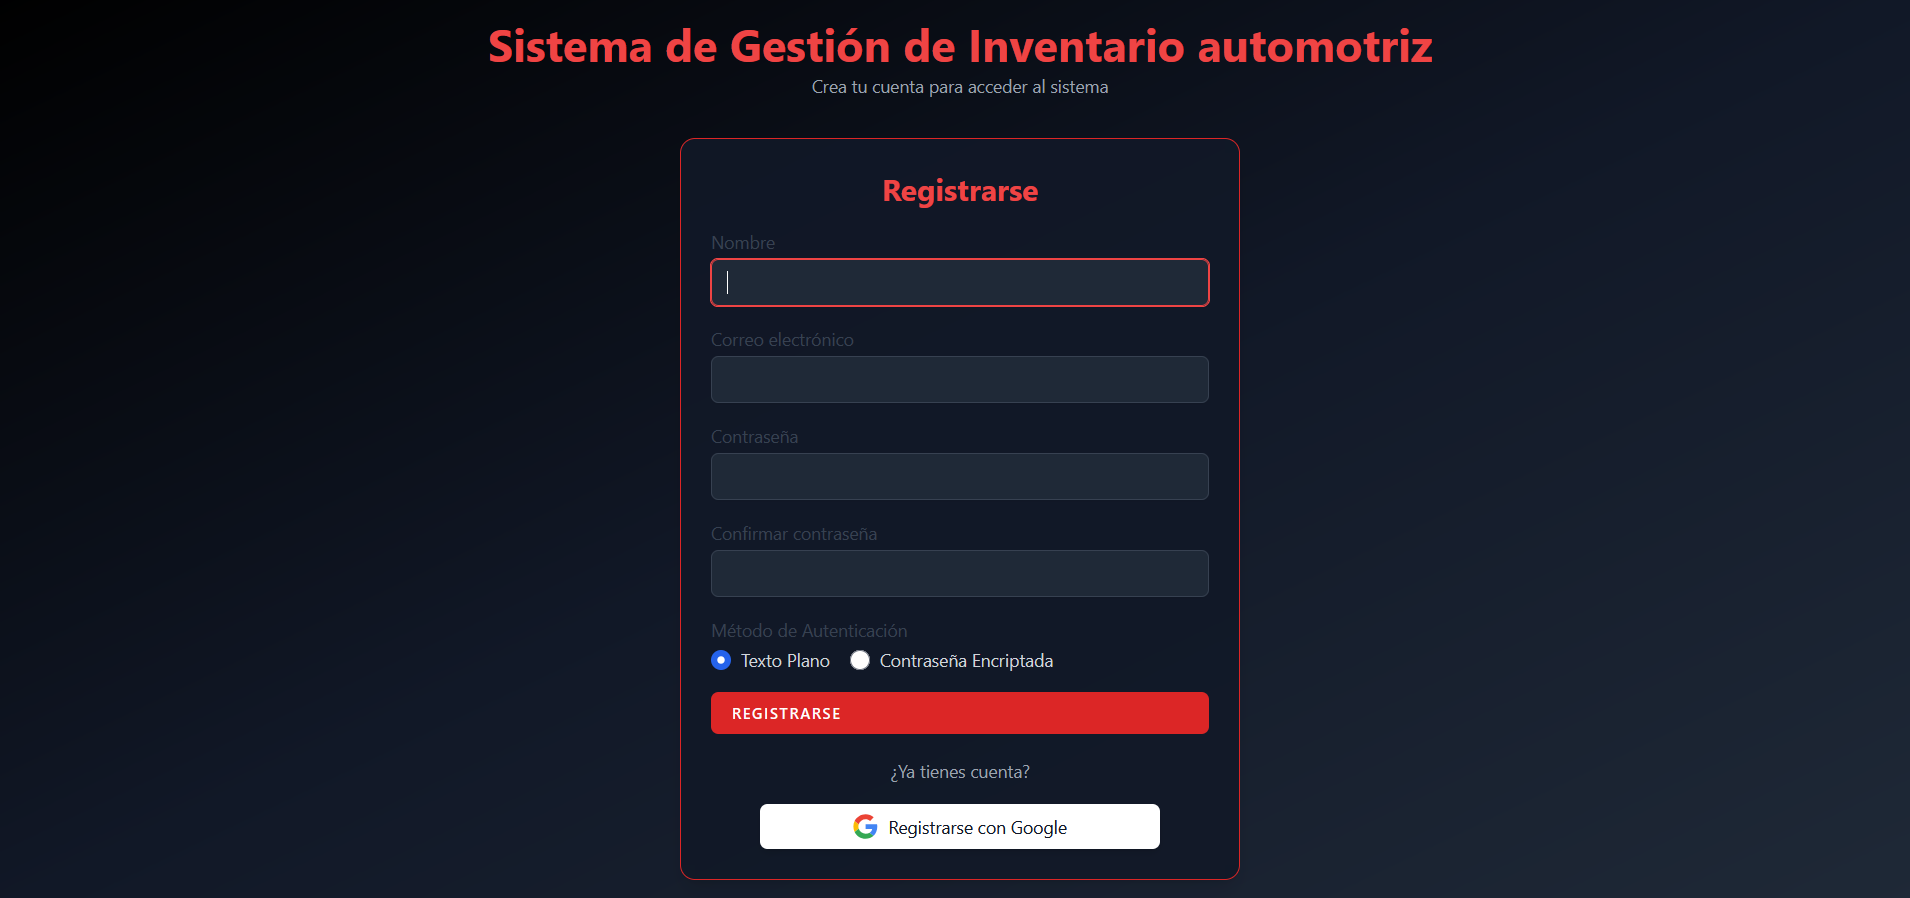 Sistema de Gestión de Inventario automotriz
Crea tu cuenta para acceder al sistema
Registrarse
Nombre
Correo electrónico
Contraseña
Confirmar contraseña
Método de Autenticación
Texto Plano Contraseña Encriptada
REGISTRARSE
¿Ya tienes cuenta?
Registrarse con Google